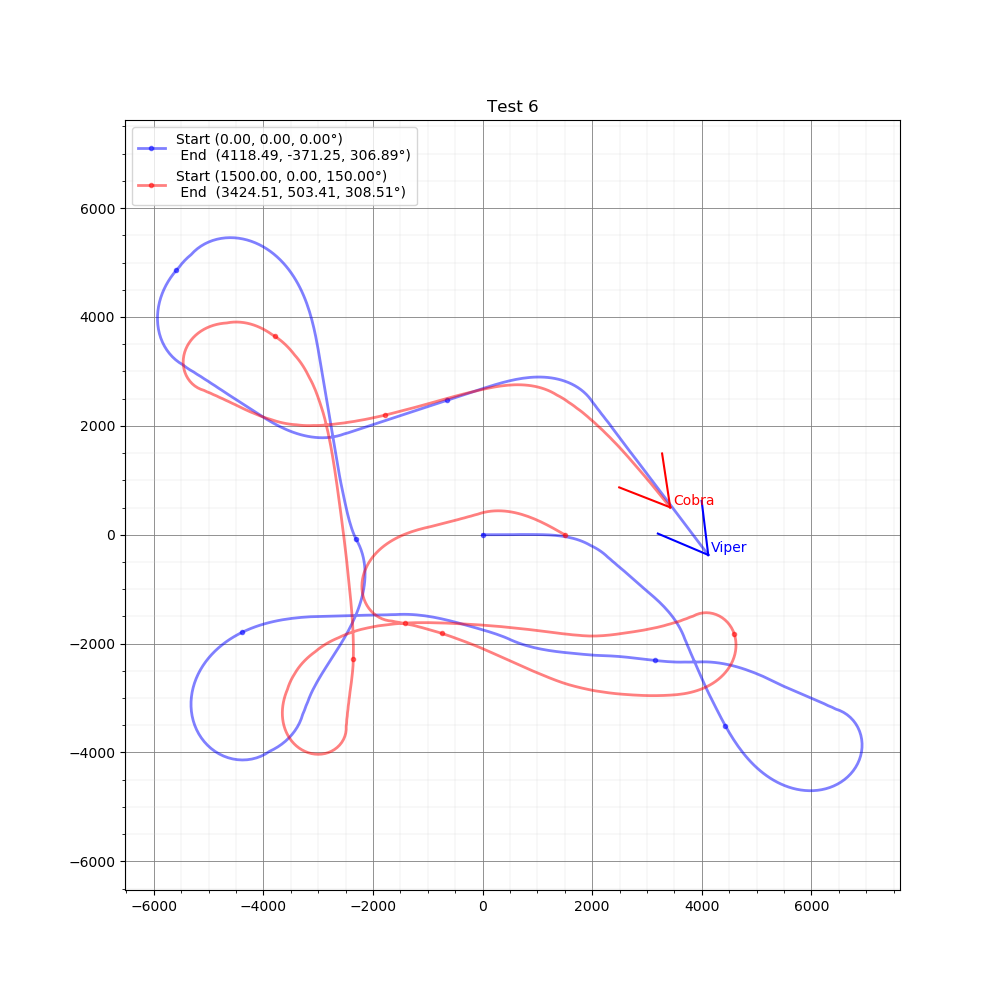 Test 6
Start (0.00, 0.00, 0.00°)
End (4118.49, -371.25, 306.89°)
Start (1500.00, 0.00, 150.00°)
End (3424.51, 503.41, 308.51°)
6000
4000
2000
0
−2000
−4000
−6000
Cobra
Viper
−6000 −4000 −2000 0 2000 4000 6000